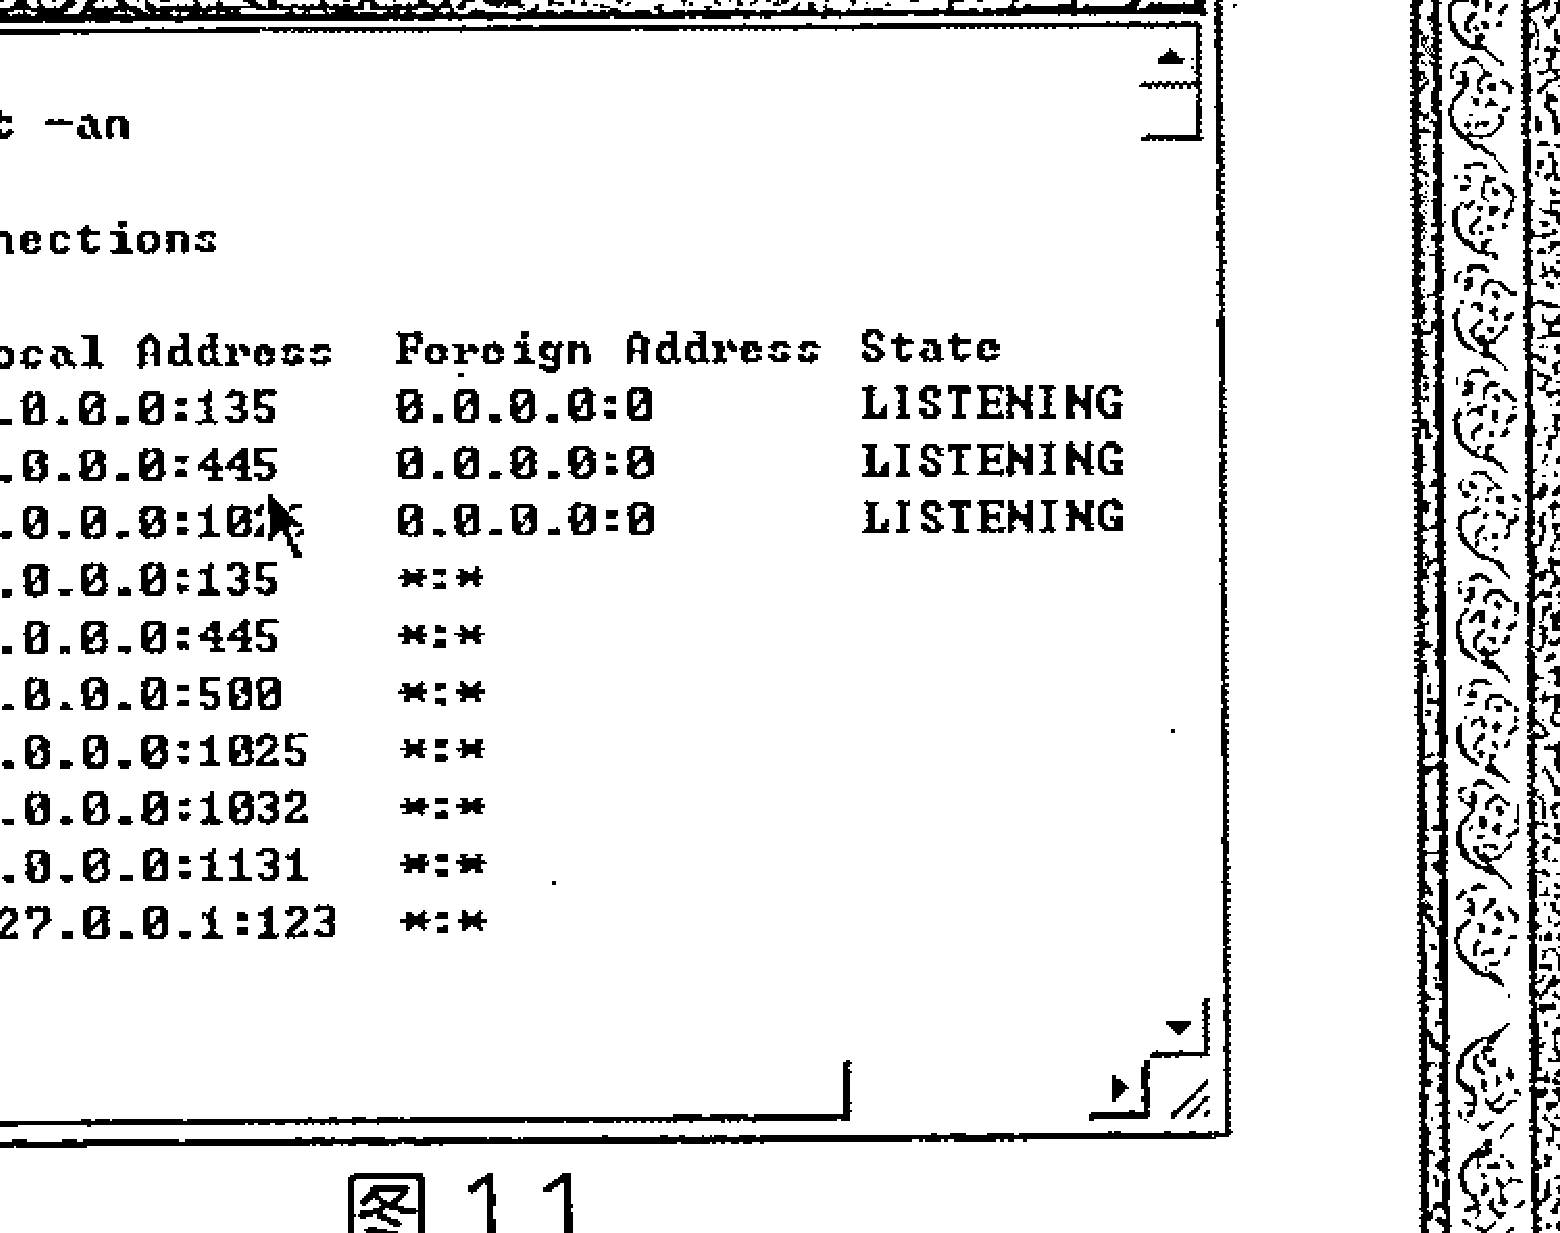 -an
nections
ocal Address Foreign Address State
.0.0.0:135 0.0.0.0:0 LISTENING
.0.0.0:445 0.0.0.0:0 LISTENING
.0.0.0:1025 0.0.0.0:0 LISTENING
.0.0.0:135 *:*
.0.0.0:445 *:*
.0.0.0:500 *:*
.0.0.0:1025 *:*
.0.0.0:1032 *:*
.0.0.0:1131 *:*
27.0.0.1:123 *:*
图11